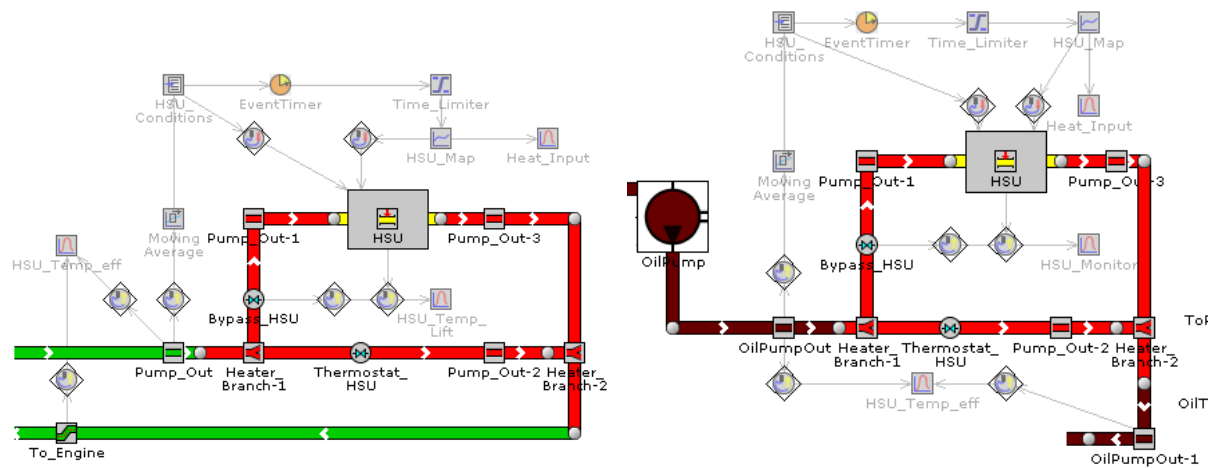 HSU_
Conditions
EventTimer
Time_Limiter
HSU_Map
Heat_Input
Moving
Average
HSU_Temp_eff
Pump_Out-1
HSU
Pump_Out-3
Bypass_HSU
HSU_Temp_
Lift
Pump_Out
Heater_
Branch-1
Thermostat_
HSU
Pump_Out-2
Heater_
Branch-2
To_Engine
HSU_
Conditions
EventTimer
Time_Limiter
HSU_Map
Heat_Input
Moving
Average
Pump_Out-1
HSU
Pump_Out-3
OilPump
Bypass_HSU
HSU_Monitor
OilPumpOut
Heater_
Branch-1
Thermostat_
HSU
Pump_Out-2
Heater_
Branch-2
HSU_Temp_eff
OilPumpOut-1